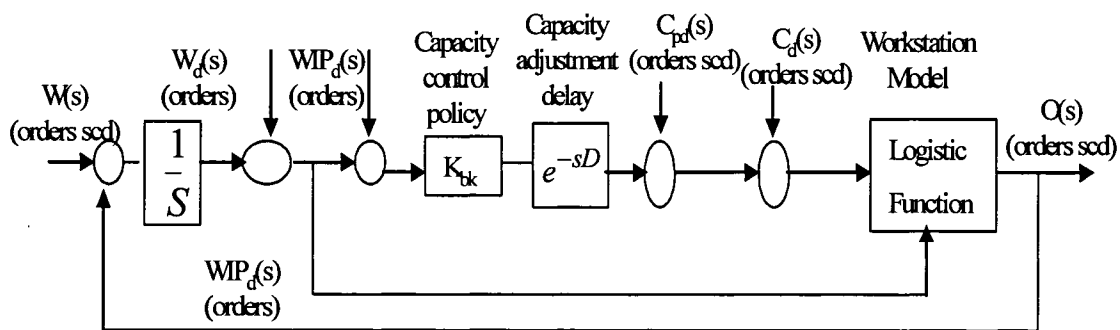 W(s)
(orders scd)
1
S
W_d(s)
(orders)
WIP_d(s)
(orders)
Capacity
control
policy
K_bk
Capacity
adjustment
delay
e^{-sD}
C_pd(s)
(orders scd)
C_d(s)
(orders scd)
Workstation
Model
Logistic
Function
O(s)
(orders scd)
WIP_d(s)
(orders)